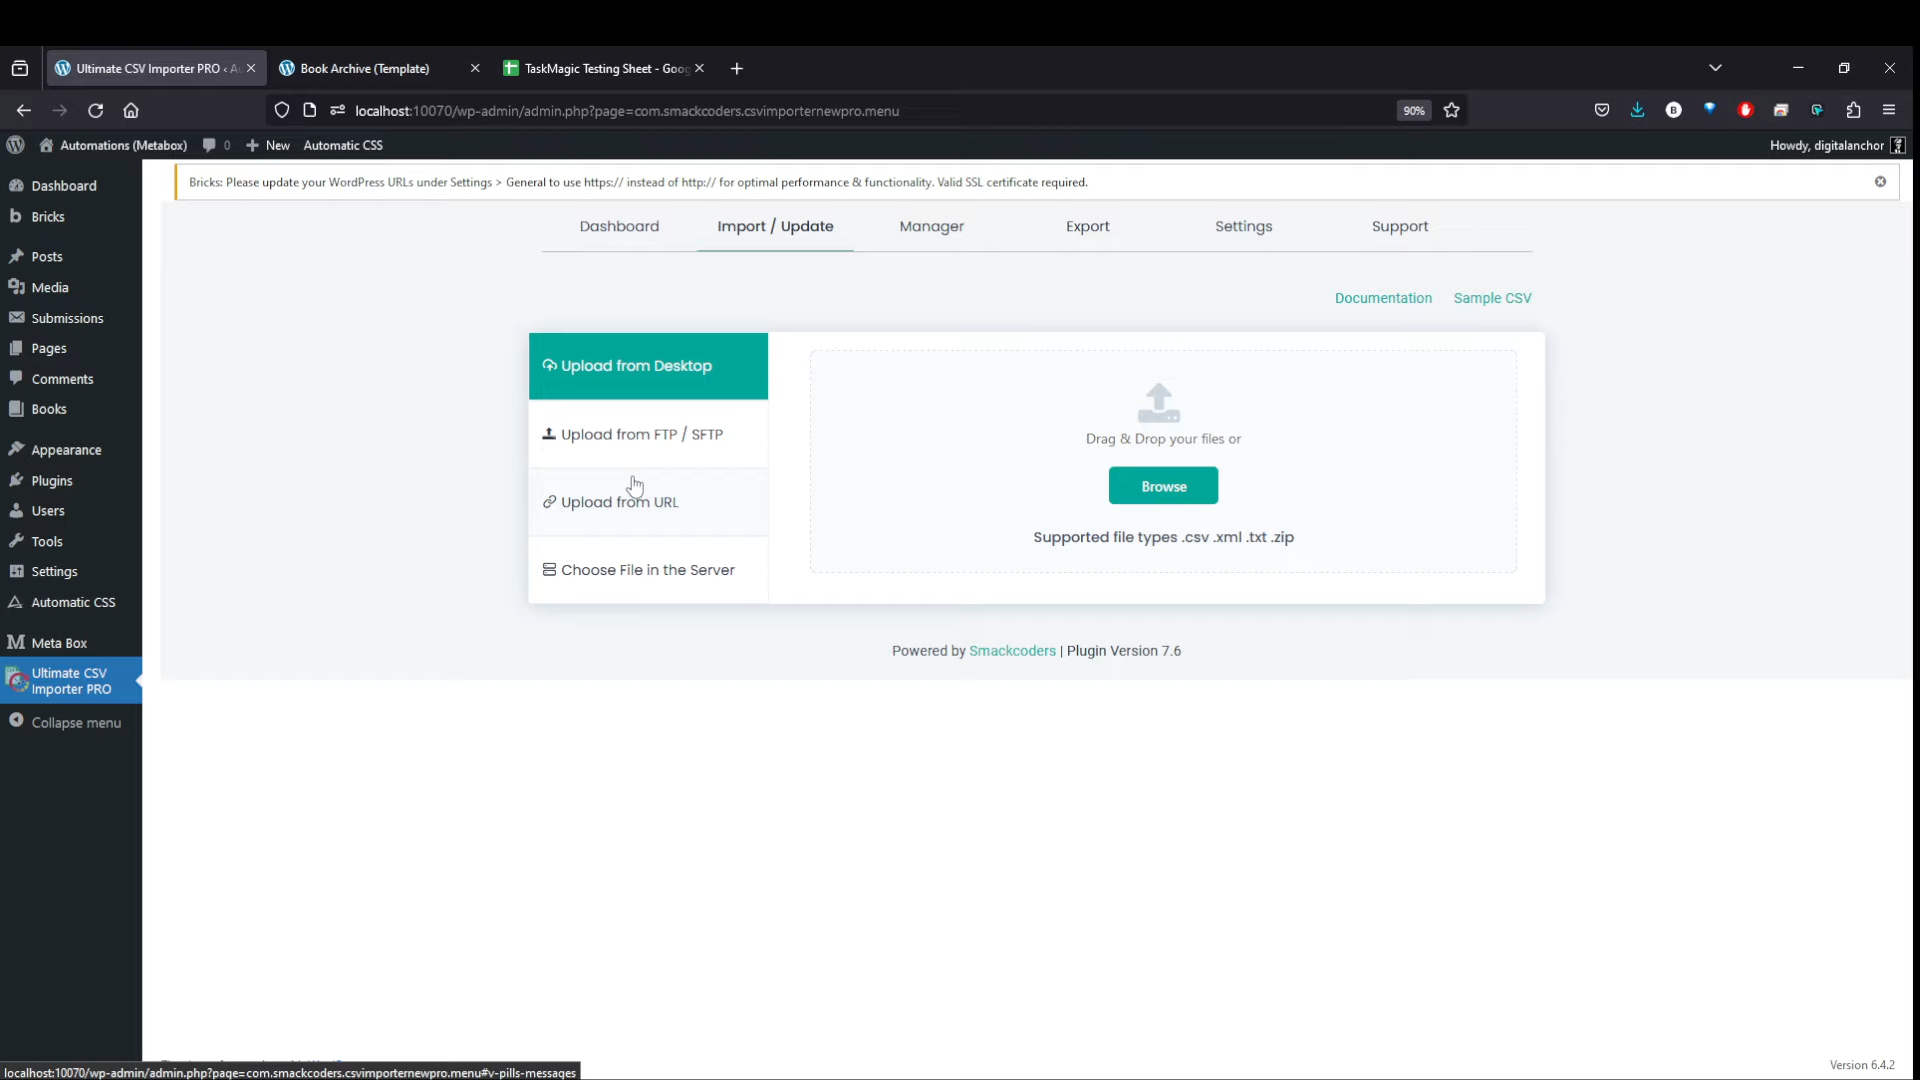 Ultimate CSV Importer PRO ‹ A
Book Archive (Template)
TaskMagic Testing Sheet - Goog
localhost:10070/wp-admin/admin.php?page=com.smackcoders.csvimporternewpro.menu
90%
Automations (Metabox)
0
New
Automatic CSS
Howdy, digitalanchor
Bricks: Please update your WordPress URLs under Settings > General to use https:// instead of http:// for optimal performance & functionality. Valid SSL certificate required.
Dashboard
Bricks
Posts
Media
Submissions
Pages
Comments
Books
Appearance
Plugins
Users
Tools
Settings
Automatic CSS
Meta Box
Ultimate CSV
Importer PRO
Collapse menu
Dashboard
Import / Update
Manager
Export
Settings
Support
Documentation
Sample CSV
Upload from Desktop
Upload from FTP / SFTP
Upload from URL
Choose File in the Server
Drag & Drop your files or
Browse
Supported file types .csv .xml .txt .zip
Powered by Smackcoders | Plugin Version 7.6
Version 6.4.2
localhost:10070/wp-admin/admin.php?page=com.smackcoders.csvimporternewpro.menu#v-pills-messages